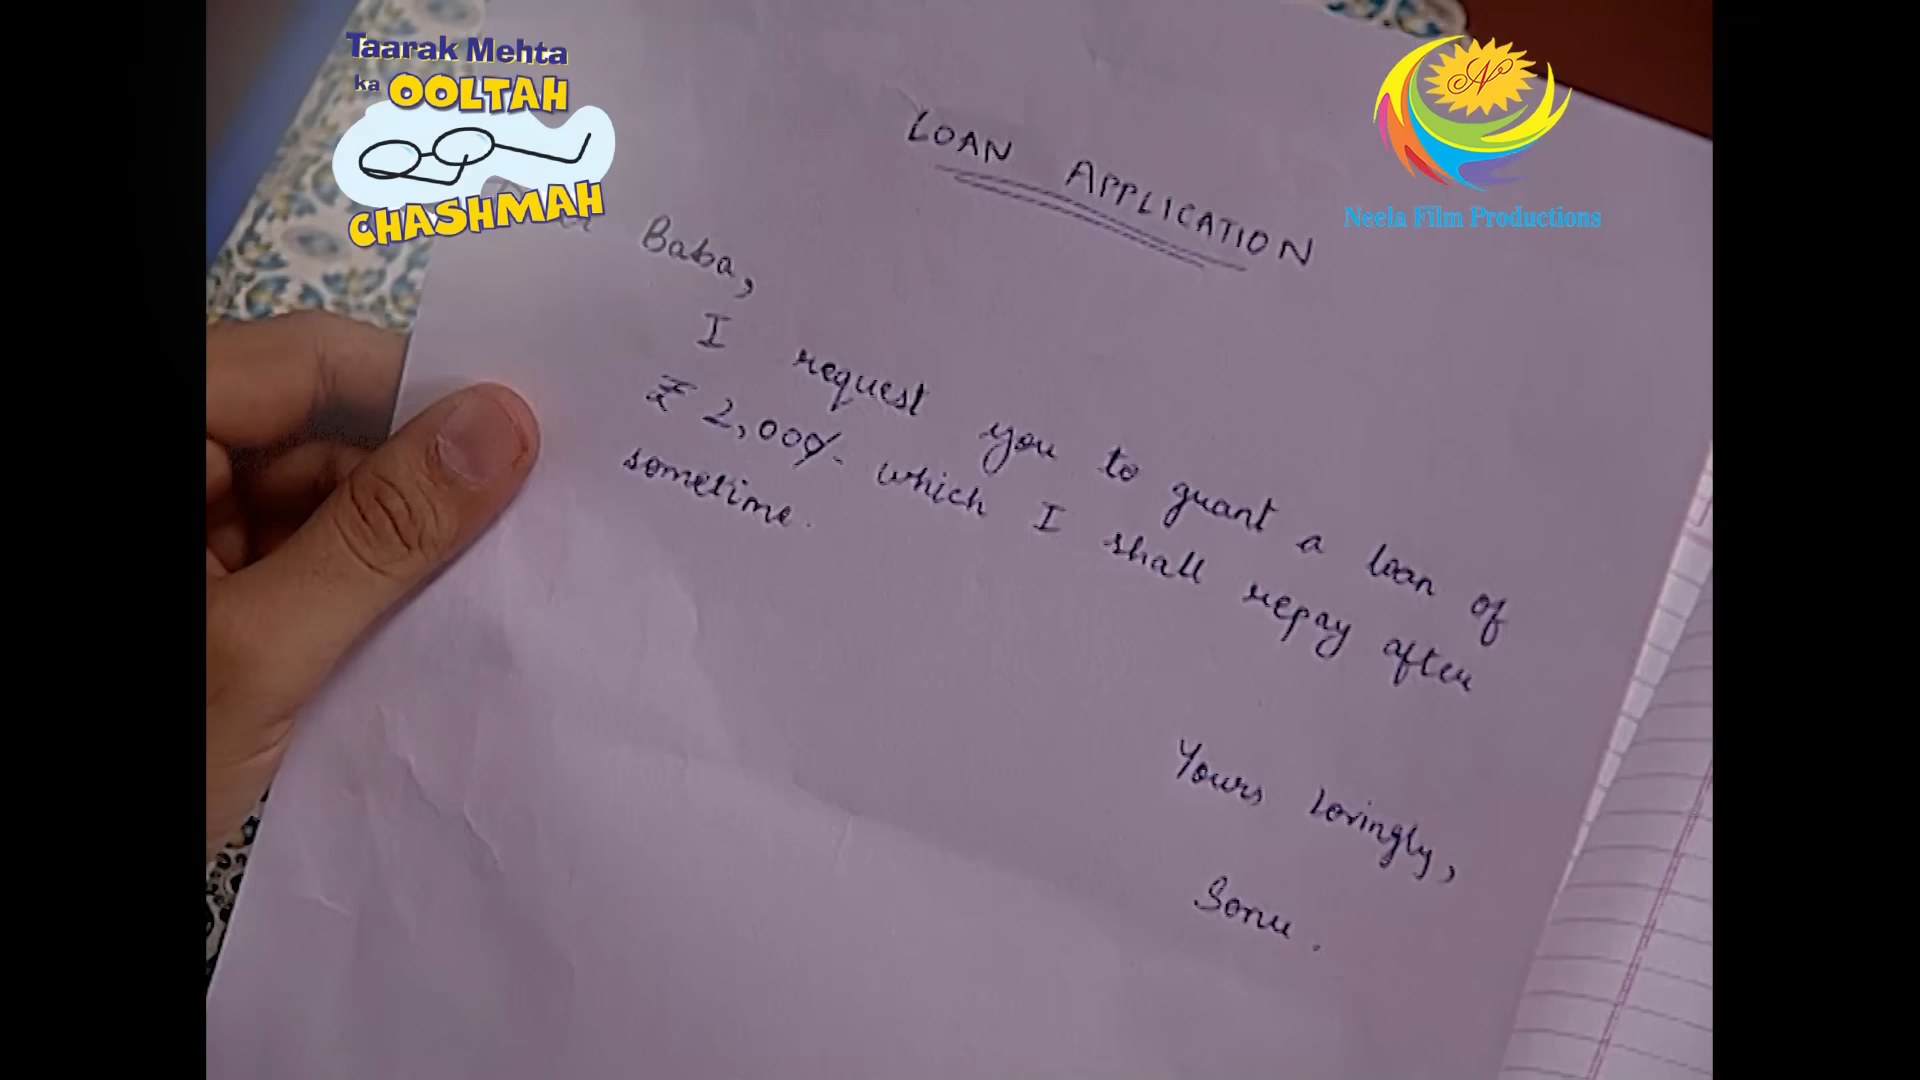 Taarak Mehta
ka OOLTAH
CHASHMAH
Neela Film Productions
LOAN APPLICATION
Baba,
I request you to grant a loan of
₹ 2,000/- which I shall repay after
sometime.
Yours lovingly,
Sonu.